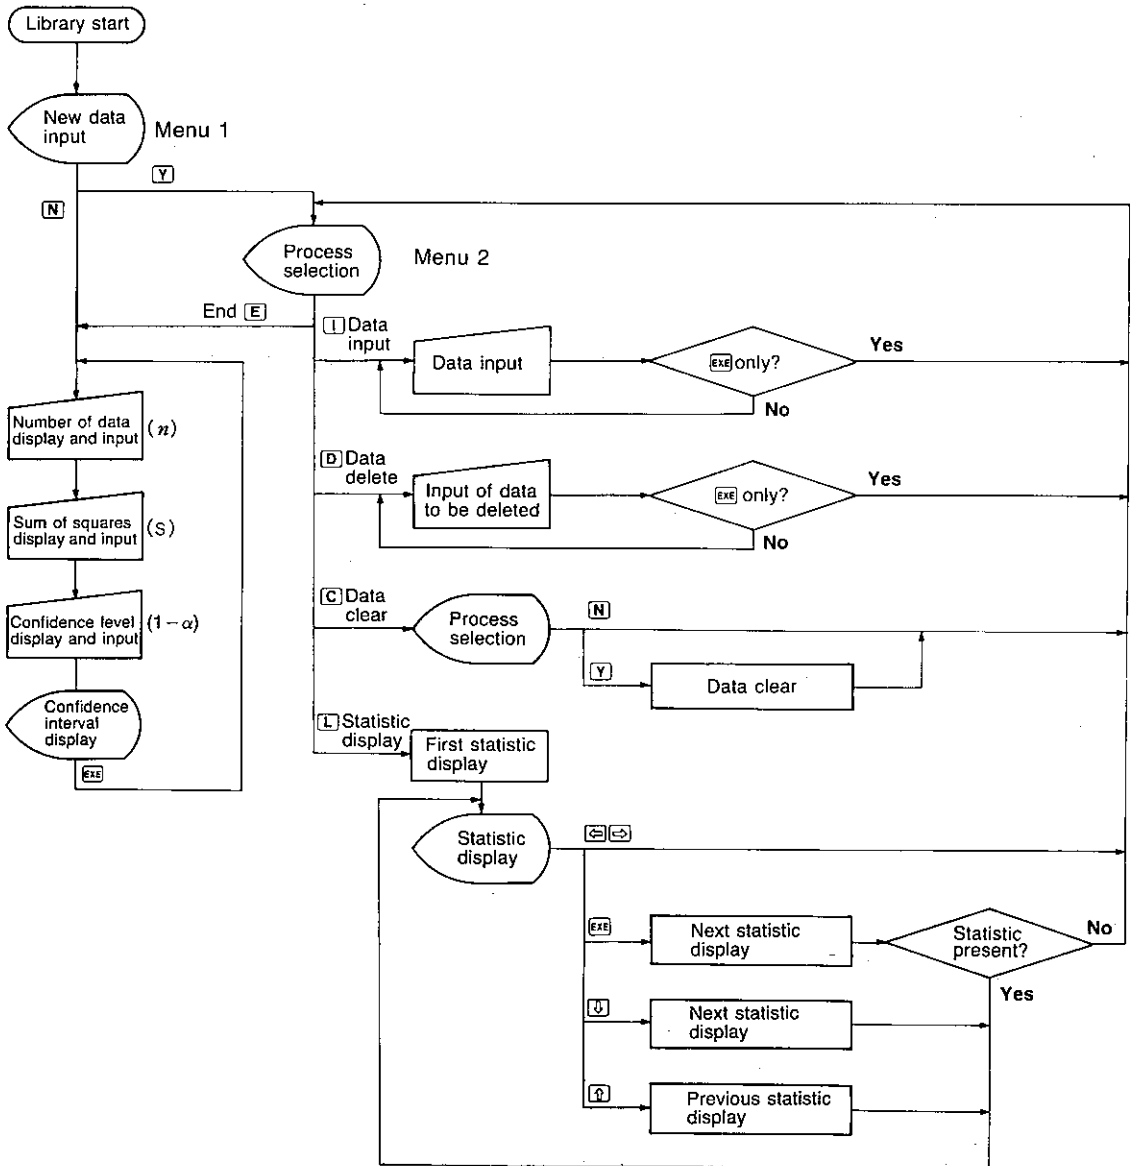 Library start
New data
input
Menu 1
Y
N
Process
selection
Menu 2
End E
I Data
input
Data input
EXE only?
Yes
No
Number of data
display and input
(n)
D Data
delete
Input of data
to be deleted
EXE only?
Yes
No
Sum of squares
display and input
(S)
C Data
clear
Process
selection
N
Y
Data clear
Confidence level
display and input
(1−α)
Confidence
interval
display
EXE
L Statistic
display
First statistic
display
Statistic
display
⇦ ⇨
EXE
Next statistic
display
Statistic
present?
No
Yes
⇩
Next statistic
display
⇧
Previous statistic
display